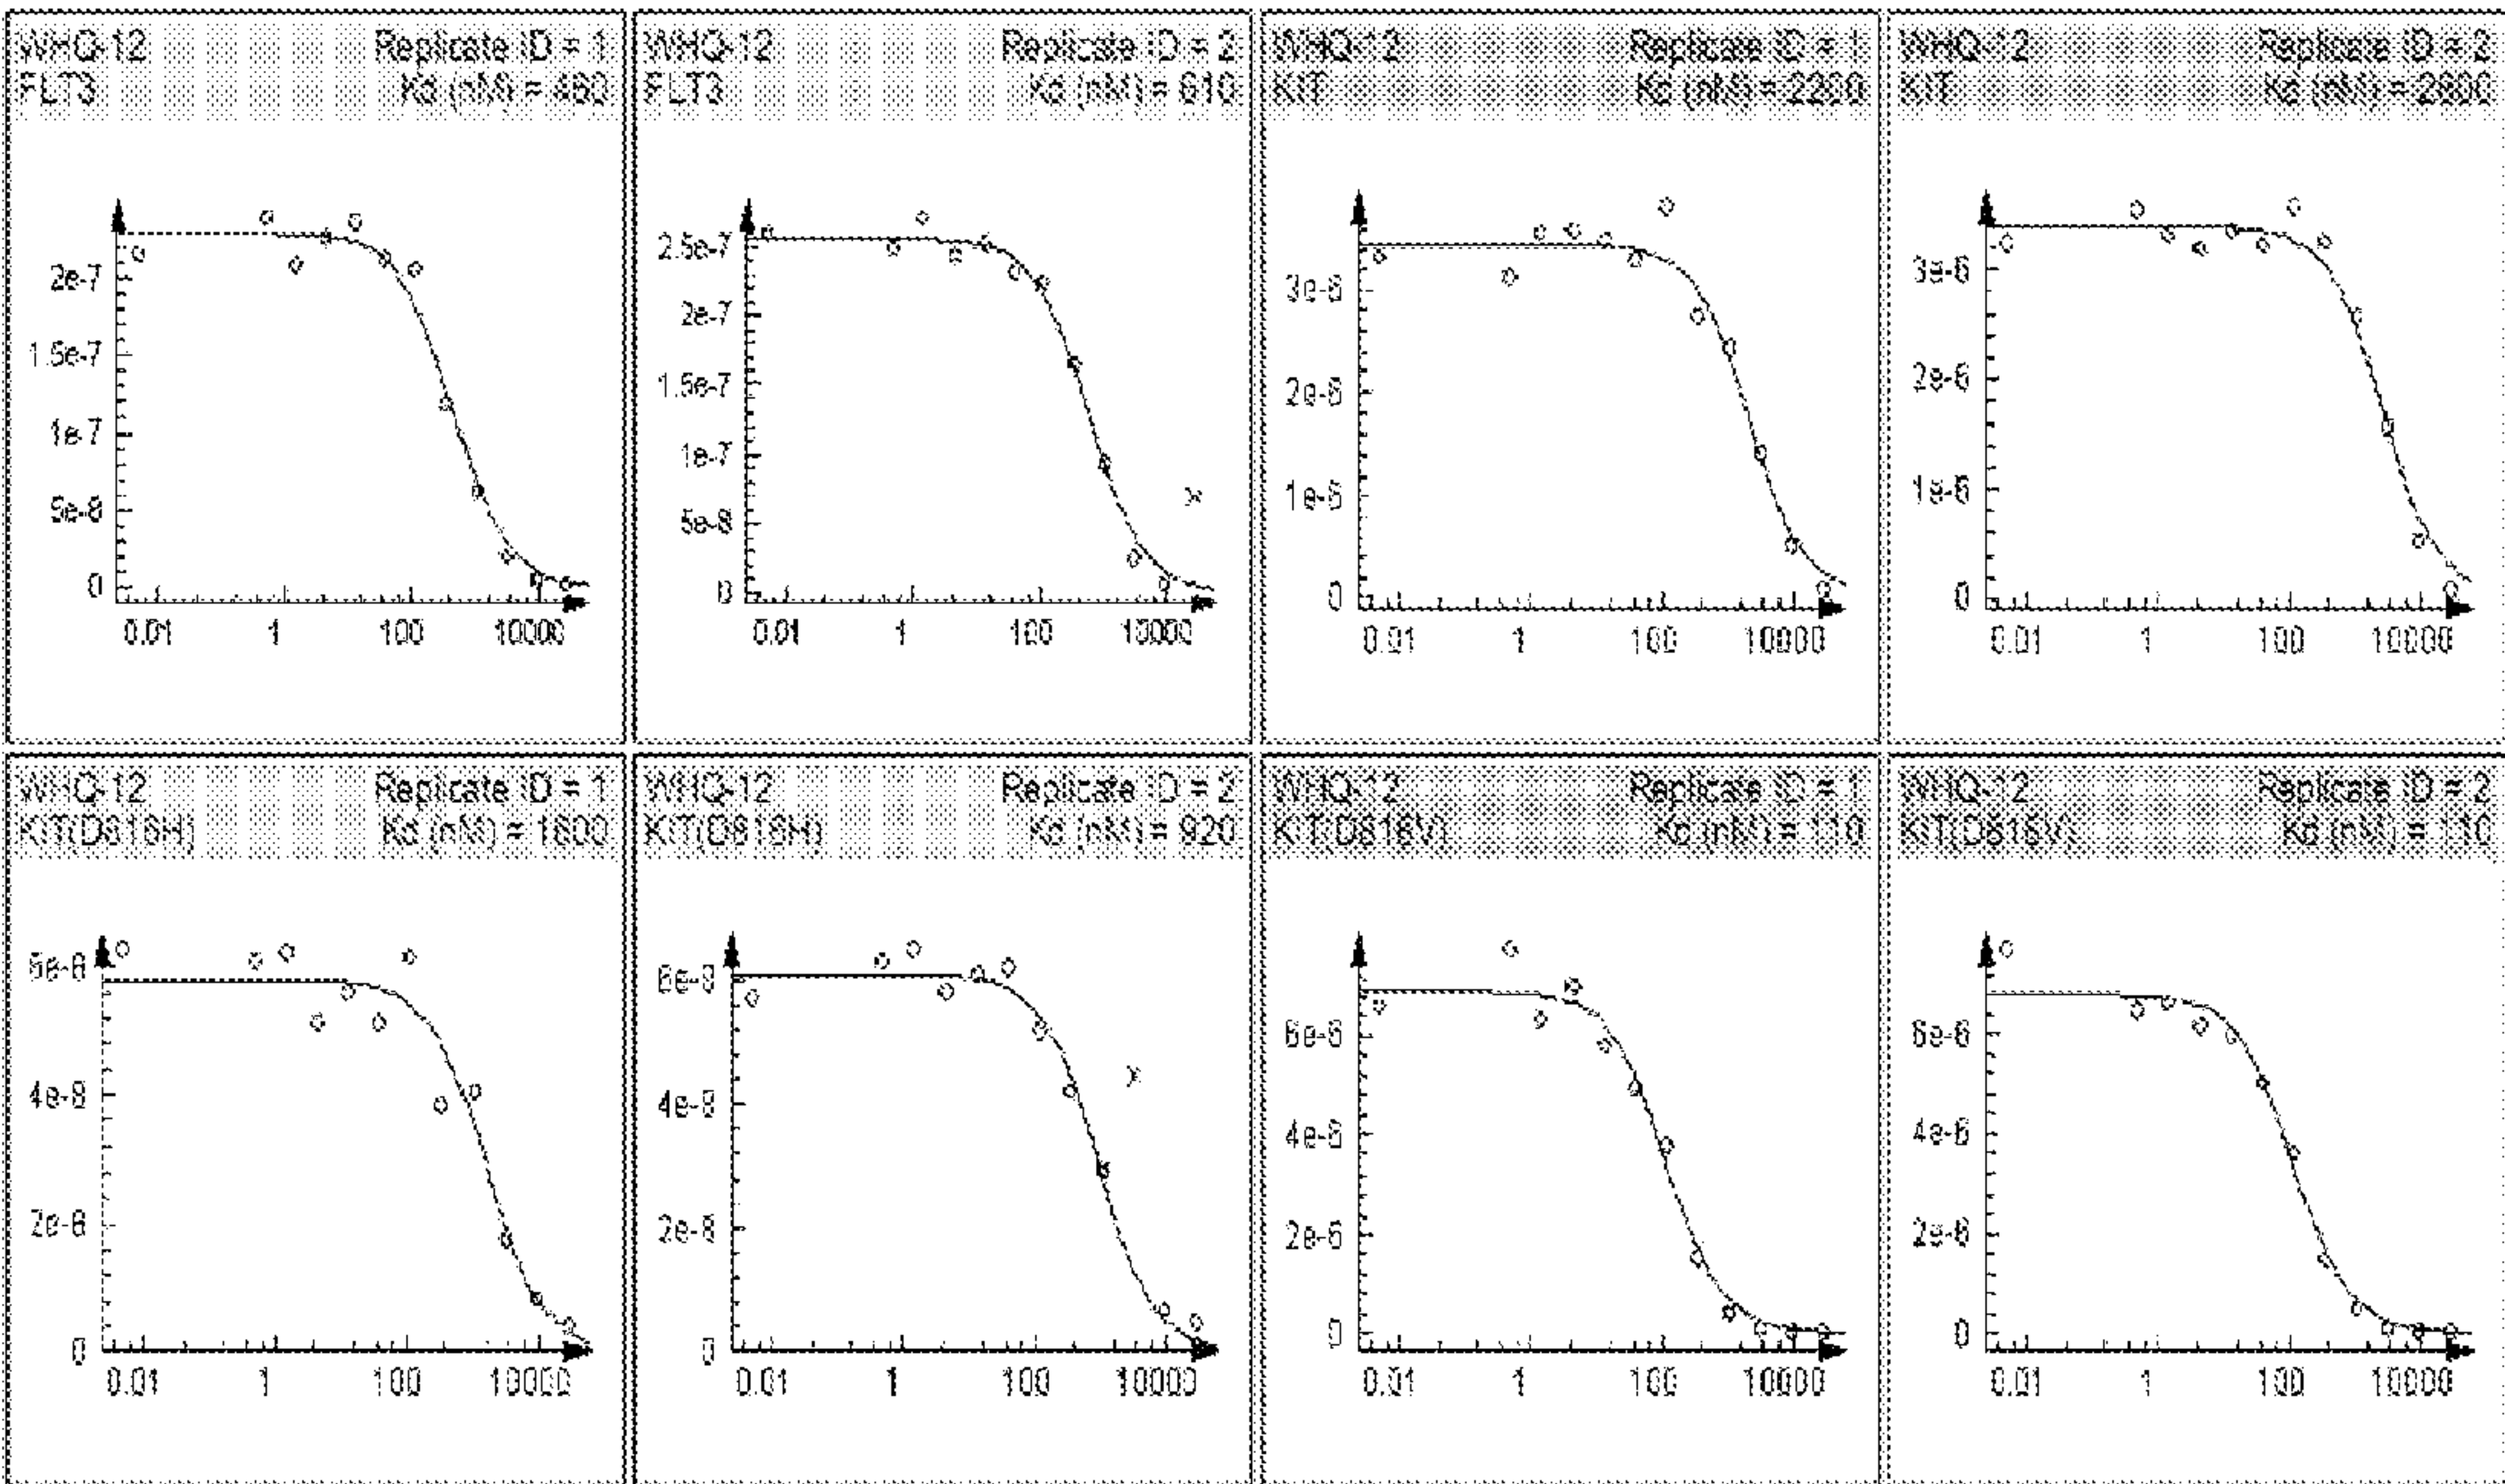 WHQ-12 Replicate ID = 1
FLT3 Kd (nM) = 460
2e-7
1.5e-7
1e-7
5e-8
0
0.01 1 100 10000
WHQ-12 Replicate ID = 2
FLT3 Kd (nM) = 610
2.5e-7
2e-7
1.5e-7
1e-7
5e-8
0
0.01 1 100 10000
WHQ-12 Replicate ID = 1
KIT Kd (nM) =
3e-6
2e-6
1e-6
0
0.01 1 100 10000
WHQ-12 Replicate ID = 2
KIT Kd (nM) =
3e-6
2e-6
1e-6
0
0.01 1 100 10000
WHQ-12 Replicate ID = 1
KIT(D816H) Kd (nM) =
6e-8
4e-8
2e-8
0
0.01 1 100 10000
WHQ-12 Replicate ID = 2
KIT(D816H) Kd (nM) = 920
6e-8
4e-8
2e-8
0
0.01 1 100 10000
WHQ-12 Replicate ID = 1
KIT(D816V) Kd (nM) =
6e-6
4e-6
2e-6
0
0.01 1 100 10000
WHQ-12 Replicate ID = 2
KIT(D816V) Kd (nM) =
6e-6
4e-6
2e-6
0
0.01 1 100 10000